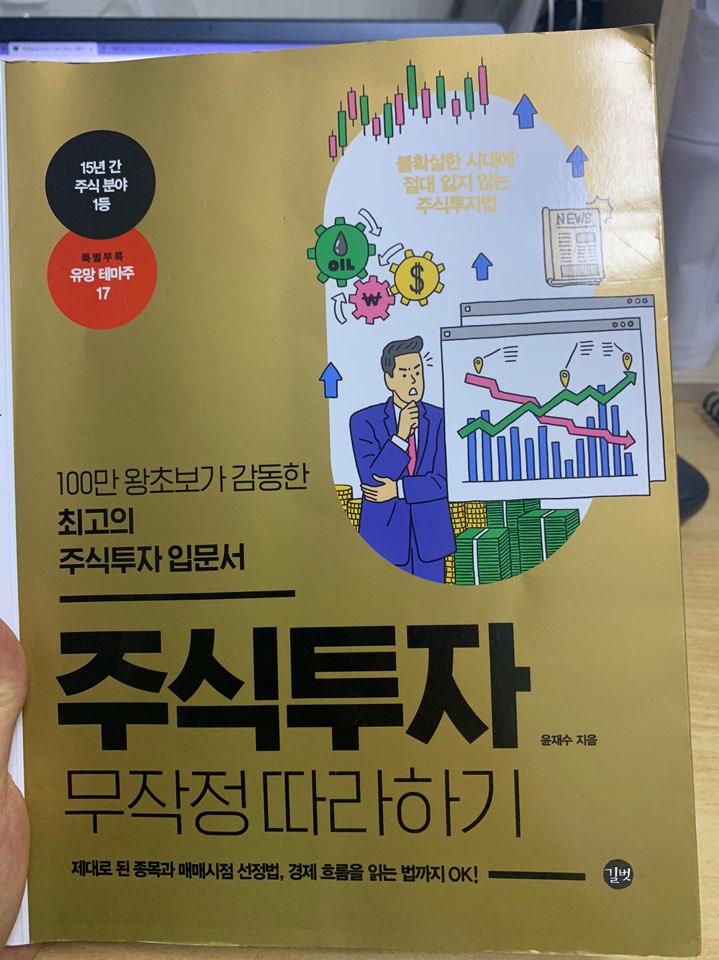 15년 간
주식 분야
1등
특별부록
유망 테마주
17
불확실한 시대에
절대 잃지 않는
주식투자법
NEWS
OIL
$
₩
100만 왕초보가 감동한
최고의
주식투자 입문서
주식투자
윤재수 지음
무작정 따라하기
제대로 된 종목과 매매시점 선정법, 경제 흐름을 읽는 법까지 OK!
길벗